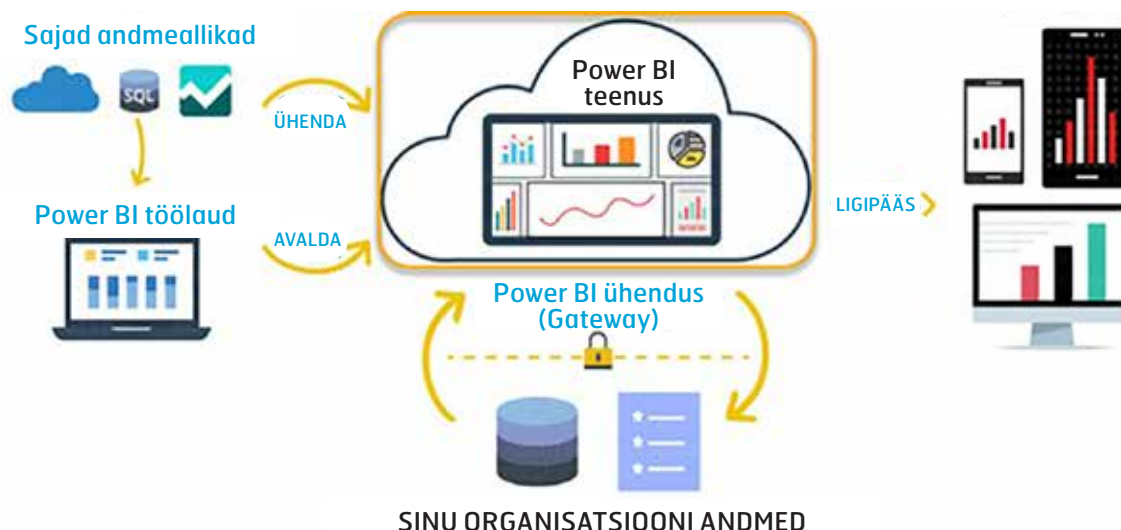 Sajad andmeallikad
SQL
ÜHENDA
Power BI töölaud
AVALDA
Power BI
teenus
LIGIPÄÄS
Power BI ühendus
(Gateway)
SINU ORGANISATSIOONI ANDMED